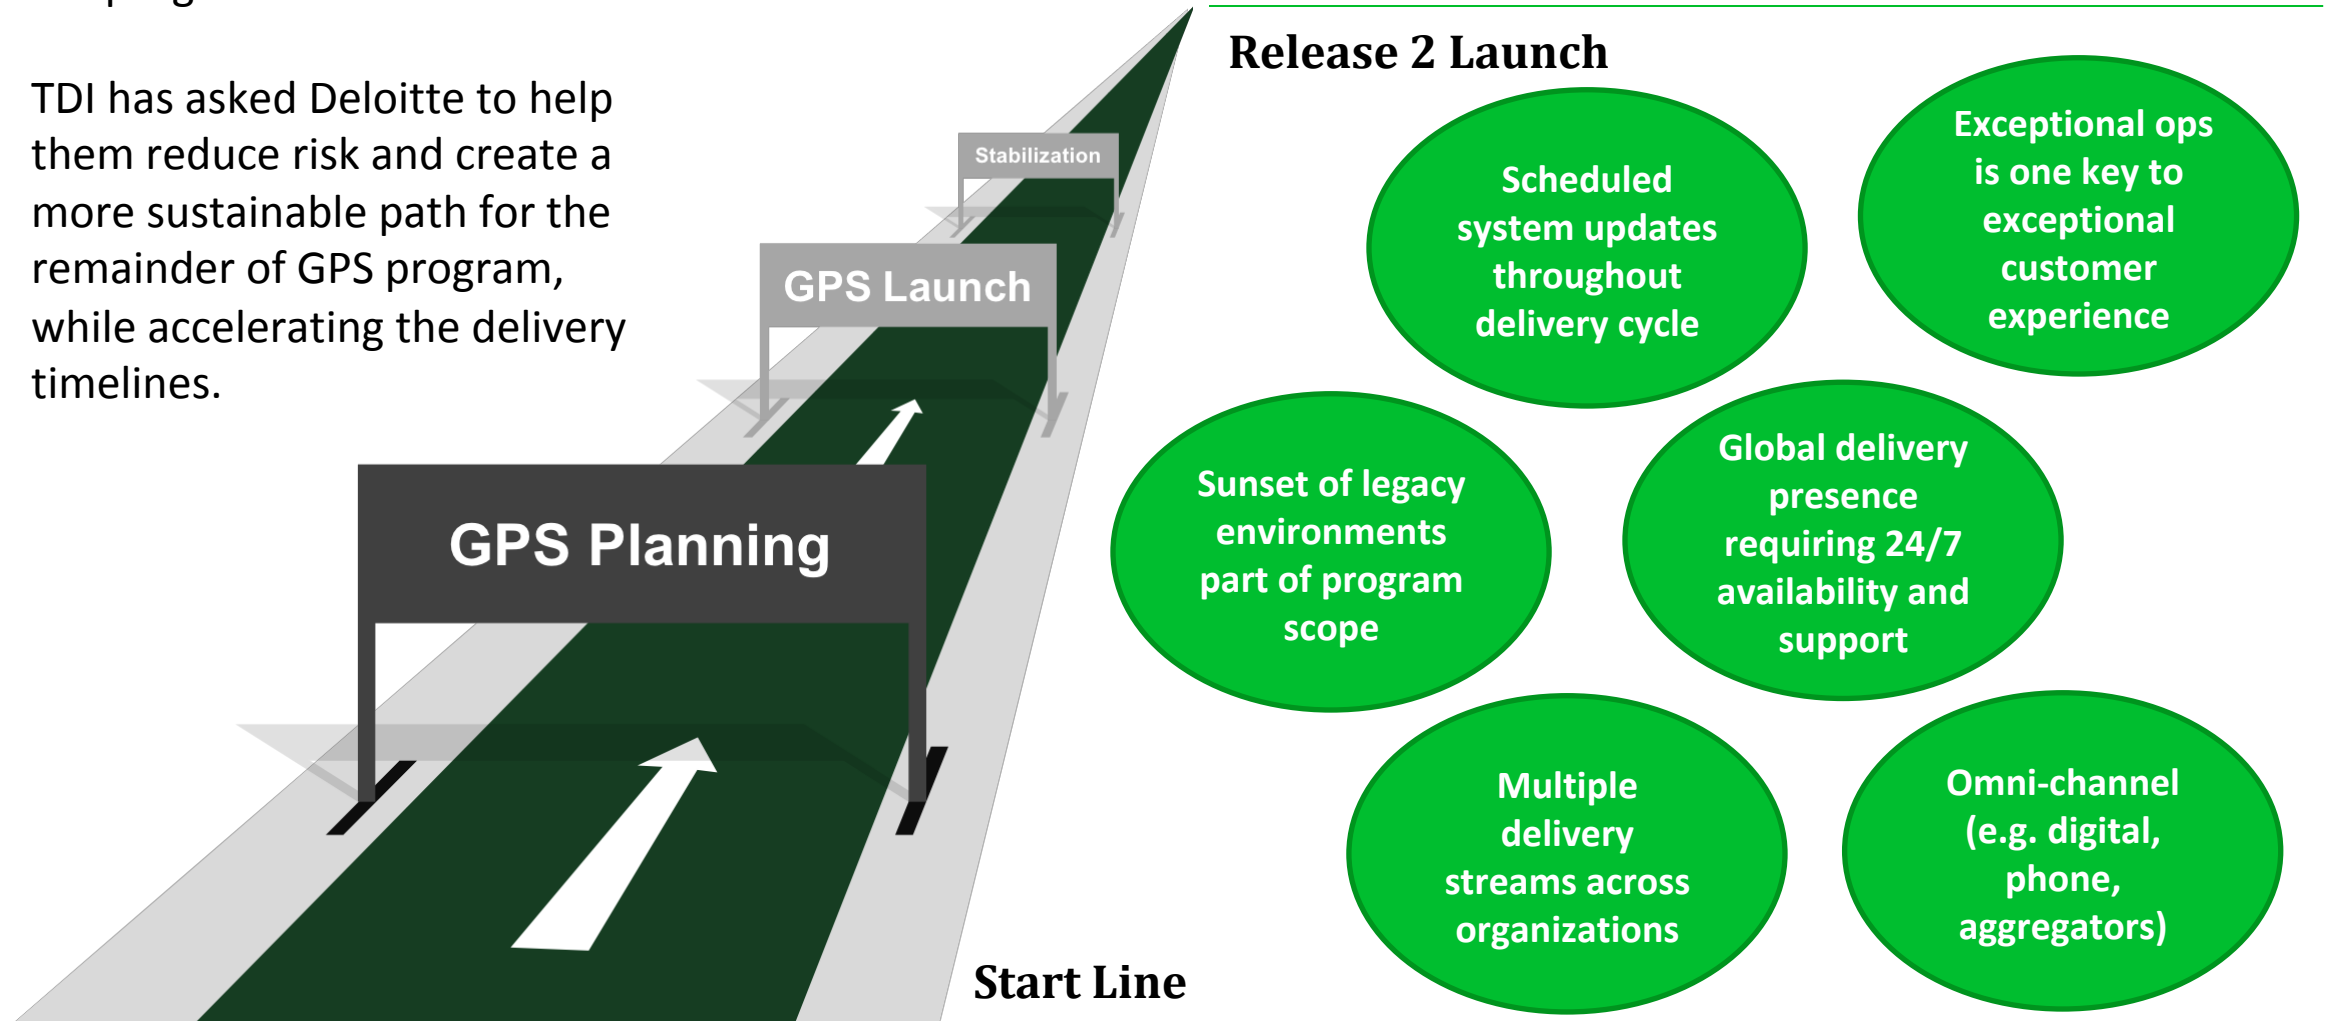 TDI has asked Deloitte to help
them reduce risk and create a
more sustainable path for the
remainder of GPS program,
while accelerating the delivery
timelines.
Release 2 Launch
Stabilization
GPS Launch
GPS Planning
Start Line
Scheduled
system updates
throughout
delivery cycle
Exceptional ops
is one key to
exceptional
customer
experience
Sunset of legacy
environments
part of program
scope
Global delivery
presence
requiring 24/7
availability and
support
Multiple
delivery
streams across
organizations
Omni-channel
(e.g. digital,
phone,
aggregators)